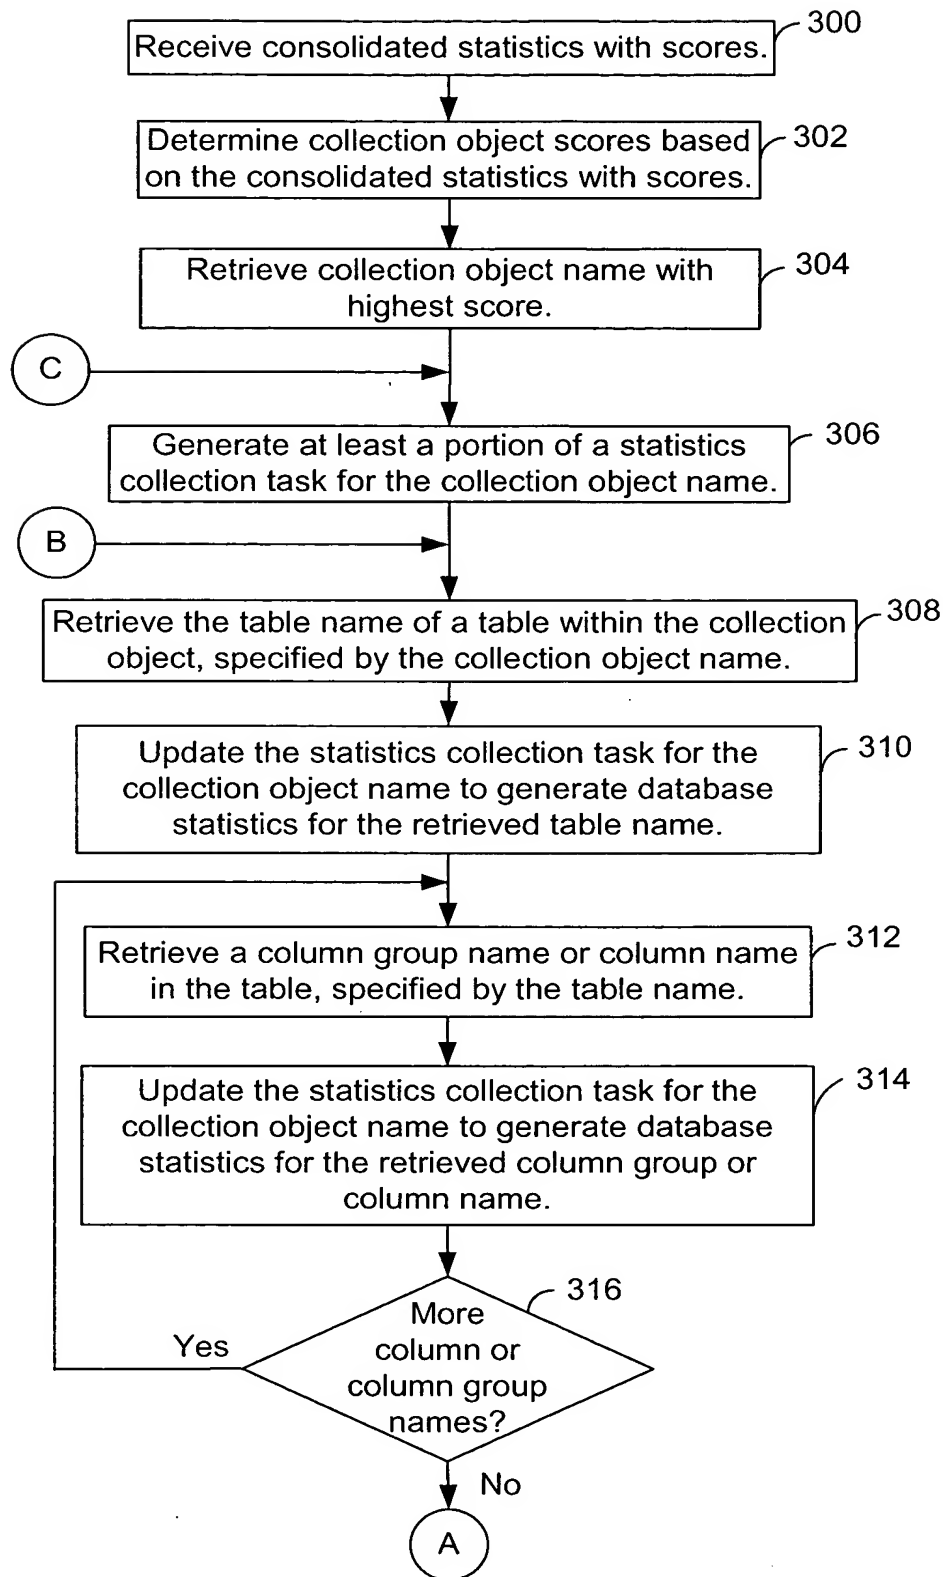 300
Receive consolidated statistics with scores.
302
Determine collection object scores based
on the consolidated statistics with scores.
304
Retrieve collection object name with
highest score.
C
306
Generate at least a portion of a statistics
collection task for the collection object name.
B
308
Retrieve the table name of a table within the collection
object, specified by the collection object name.
310
Update the statistics collection task for the
collection object name to generate database
statistics for the retrieved table name.
312
Retrieve a column group name or column name
in the table, specified by the table name.
314
Update the statistics collection task for the
collection object name to generate database
statistics for the retrieved column group or
column name.
316
More
column or
column group
names?
Yes
No
A